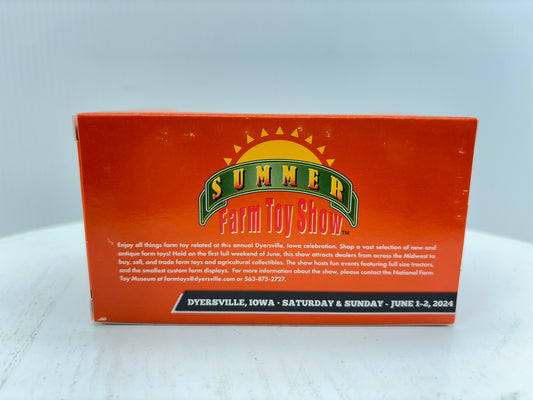 SUMMER
Farm Toy Show™
Enjoy all things farm toy related at this annual Dyersville, Iowa celebration. Shop a vast selection of new and
antique farm toys! Held on the first full weekend of June, this show attracts dealers from across the Midwest to
buy, sell, and trade farm toys and agricultural collectibles. The show hosts fun events featuring full size tractors,
and the smallest custom farm displays. For more information about the show, please contact the National Farm
Toy Museum at farmtoys@dyersville.com or 563-875-2727.
DYERSVILLE, IOWA · SATURDAY & SUNDAY · JUNE 1-2, 2024